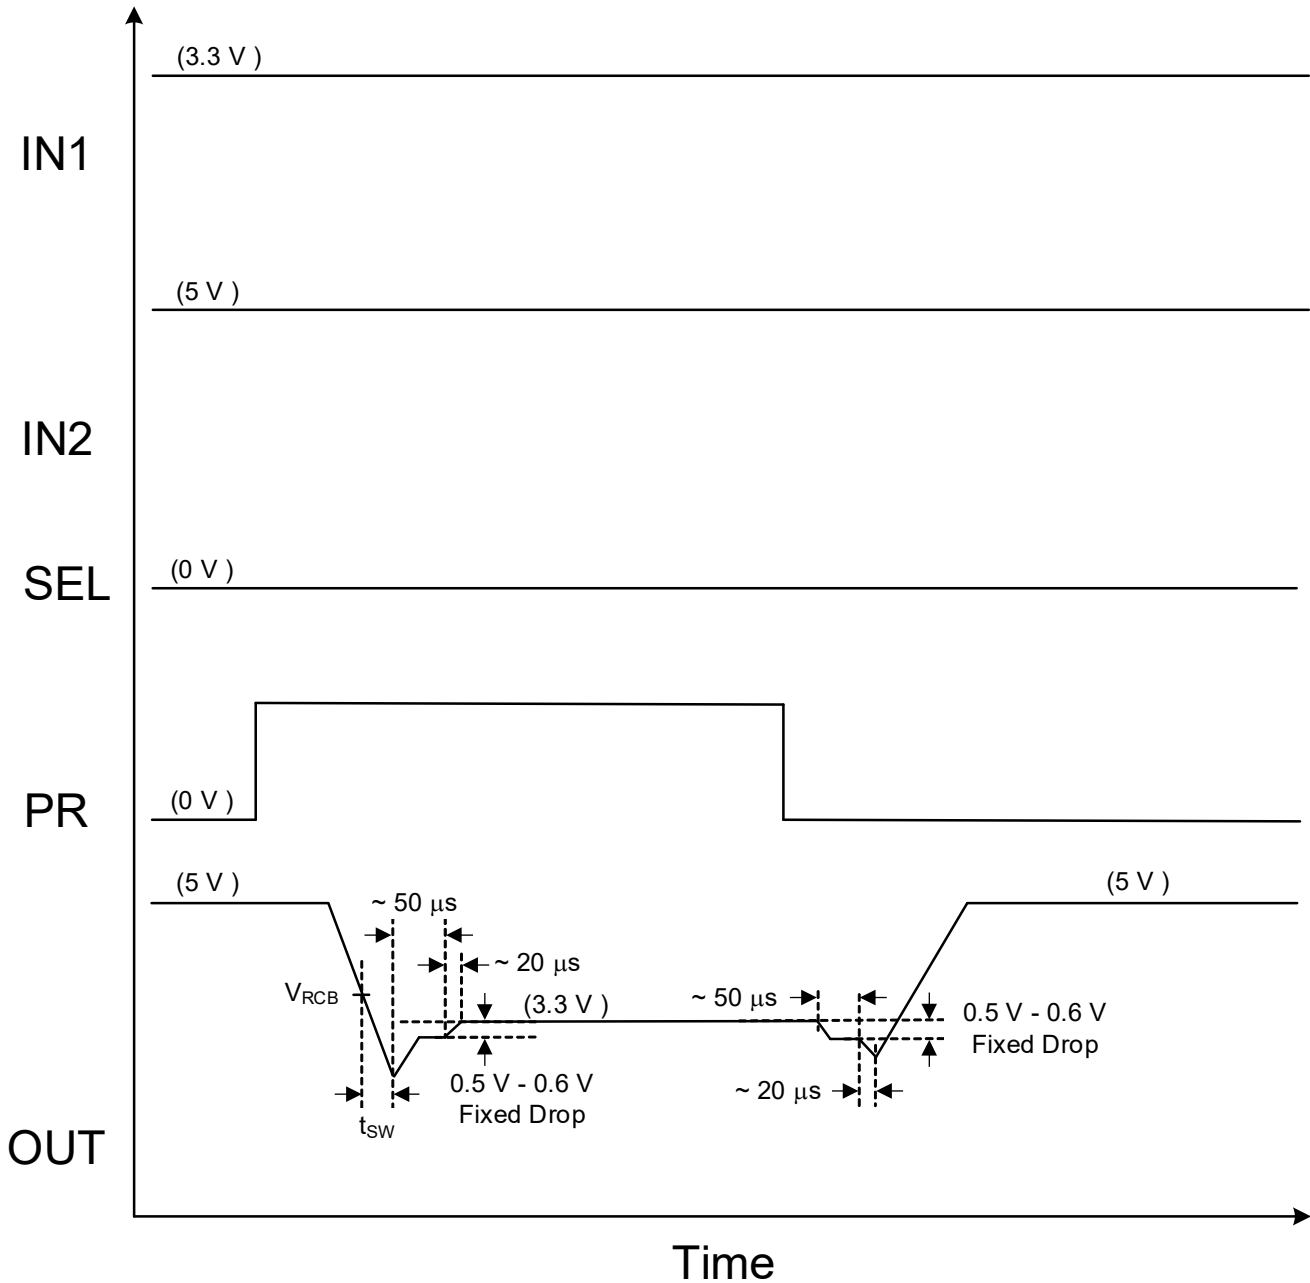 (3.3 V )
IN1
(5 V )
IN2
(0 V )
SEL
(0 V )
PR
(5 V )
(5 V )
~ 50 μs
~ 20 μs
VRCB
(3.3 V )
~ 50 μs
0.5 V - 0.6 V
Fixed Drop
0.5 V - 0.6 V
Fixed Drop
~ 20 μs
tSW
OUT
Time